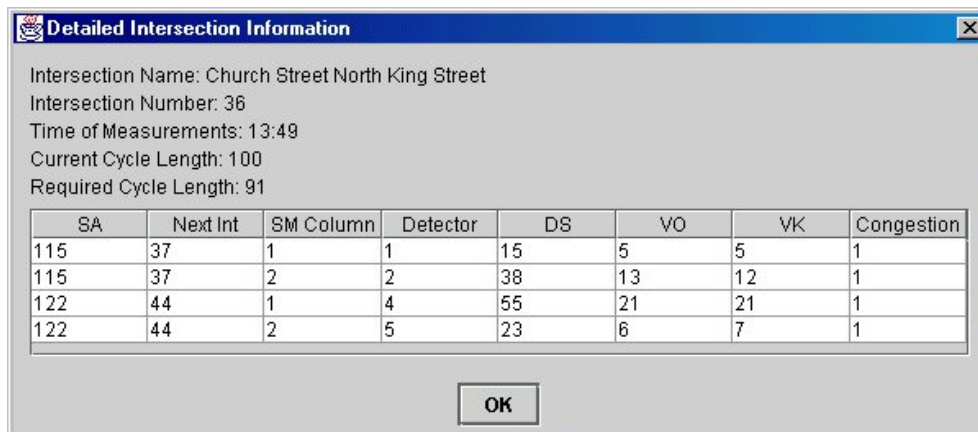 Detailed Intersection Information
Intersection Name: Church Street North King Street
Intersection Number: 36
Time of Measurements: 13:49
Current Cycle Length: 100
Required Cycle Length: 91
SA Next Int SM Column Detector DS VO VK Congestion
115 37 1 1 15 5 5 1
115 37 2 2 38 13 12 1
122 44 1 4 55 21 21 1
122 44 2 5 23 6 7 1
OK